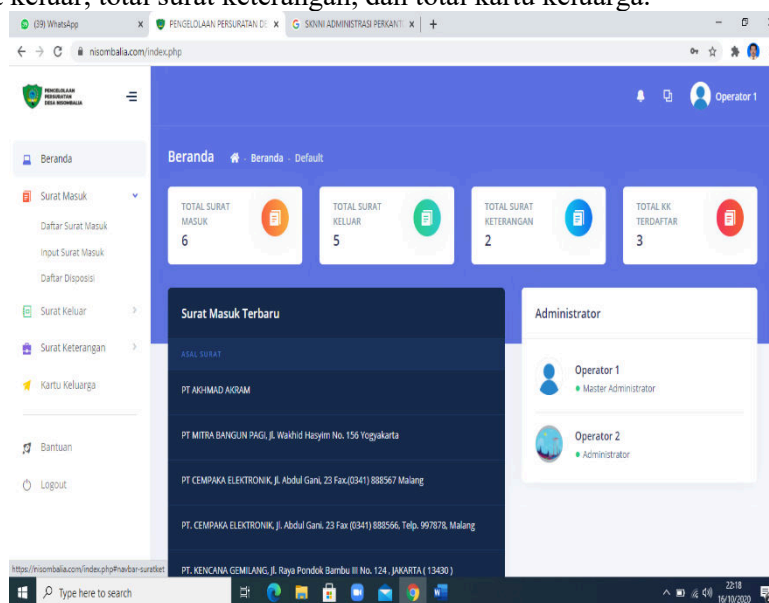 keluar, total surat keterangan, dan total kartu keluarga.
(39) WhatsApp
PENGELOLAAN PERSURATAN DE
SKNNI ADMINISTRASI PERKANT
nisombalia.com/index.php
PENGELOLAAN
PERSURATAN
DESA NISOMBALIA
Operator 1
Beranda
Surat Masuk
Daftar Surat Masuk
Input Surat Masuk
Daftar Disposisi
Surat Keluar
Surat Keterangan
Kartu Keluarga
Bantuan
Logout
Beranda - Beranda - Default
TOTAL SURAT
MASUK
6
TOTAL SURAT
KELUAR
5
TOTAL SURAT
KETERANGAN
2
TOTAL KK
TERDAFTAR
3
Surat Masuk Terbaru
ASAL SURAT
PT AKHMAD AKRAM
PT MITRA BANGUN PAGI, Jl. Wakhid Hasyim No. 156 Yogyakarta
PT CEMPAKA ELEKTRONIK, Jl. Abdul Gani, 23 Fax.(0341) 888567 Malang
PT. CEMPAKA ELEKTRONIK, Jl. Abdul Gani. 23 Fax (0341) 888566, Telp. 997878, Malang
PT. KENCANA GEMILANG, Jl. Raya Pondok Bambu III No. 124 , JAKARTA ( 13430 )
Administrator
Operator 1
Master Administrator
Operator 2
Administrator
https://nisombalia.com/index.php#navbar-suratket
Type here to search
22:18
16/10/2020